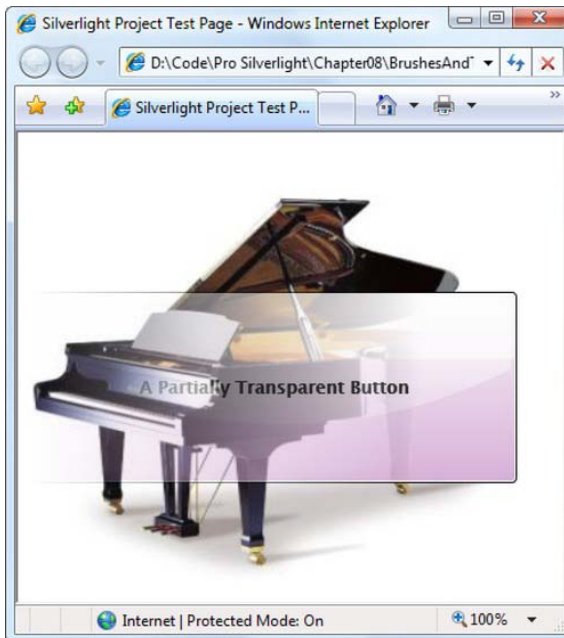 Silverlight Project Test Page - Windows Internet Explorer
D:\Code\Pro Silverlight\Chapter08\BrushesAndT
Silverlight Project Test P...
A Partially Transparent Button
Internet | Protected Mode: On
100%